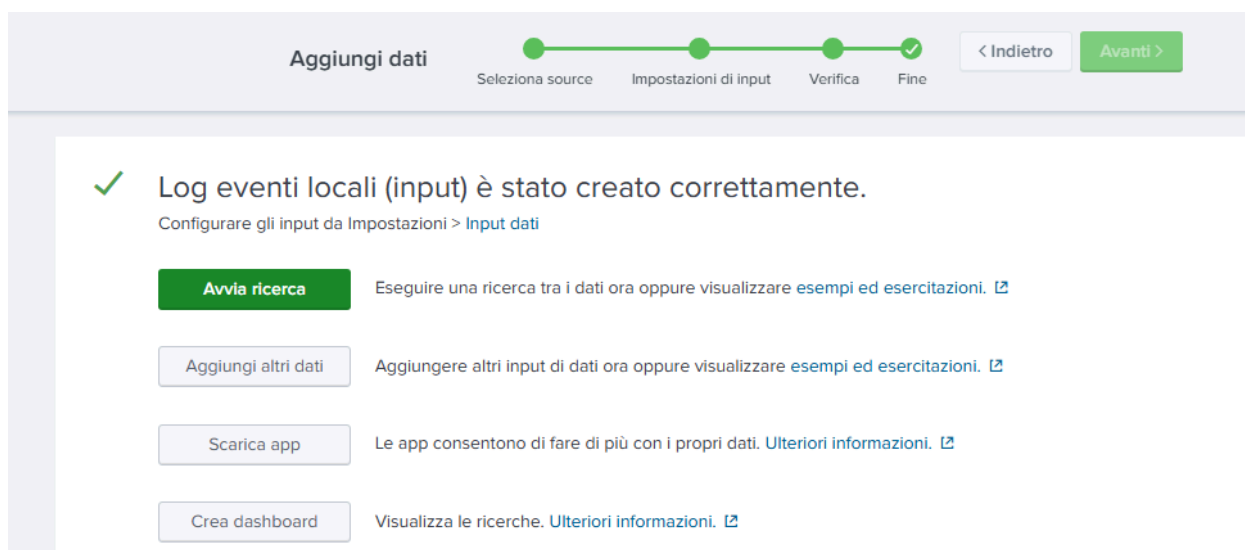 Aggiungi dati
Seleziona source
Impostazioni di input
Verifica
Fine
< Indietro
Avanti >
Log eventi locali (input) è stato creato correttamente.
Configurare gli input da Impostazioni > Input dati
Avvia ricerca
Eseguire una ricerca tra i dati ora oppure visualizzare esempi ed esercitazioni.
Aggiungi altri dati
Aggiungere altri input di dati ora oppure visualizzare esempi ed esercitazioni.
Scarica app
Le app consentono di fare di più con i propri dati. Ulteriori informazioni.
Crea dashboard
Visualizza le ricerche. Ulteriori informazioni.